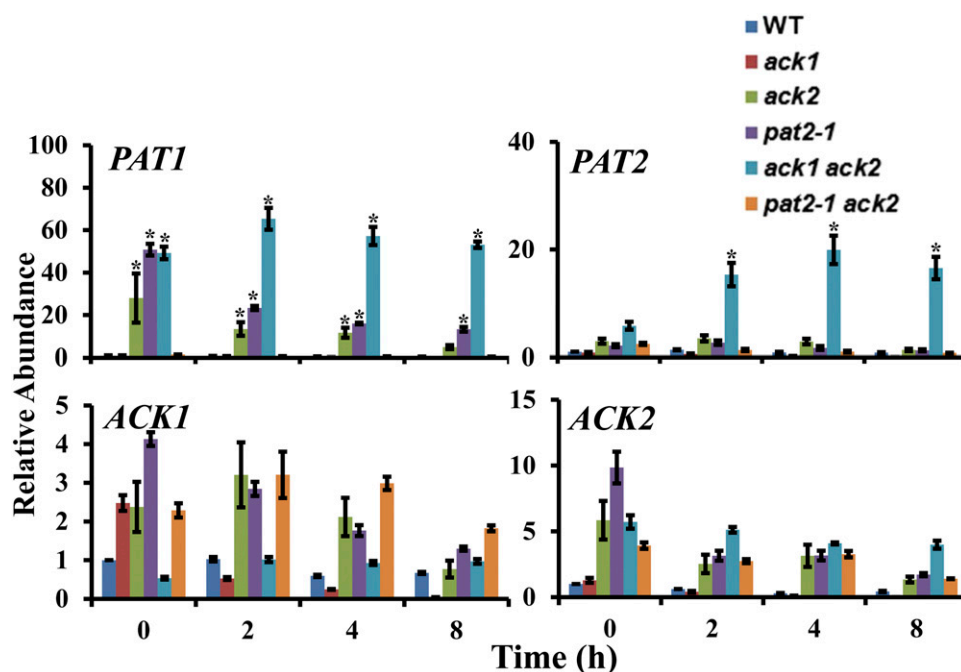 WT
ack1
ack2
pat2-1
ack1 ack2
pat2-1 ack2
Relative Abundance
PAT1
100
80
60
40
20
0
* * *
* * *
* * *
* *
PAT2
40
20
0
* * *
ACK1
5
4
3
2
1
0
0 2 4 8
ACK2
15
10
5
0
0 2 4 8
Time (h)